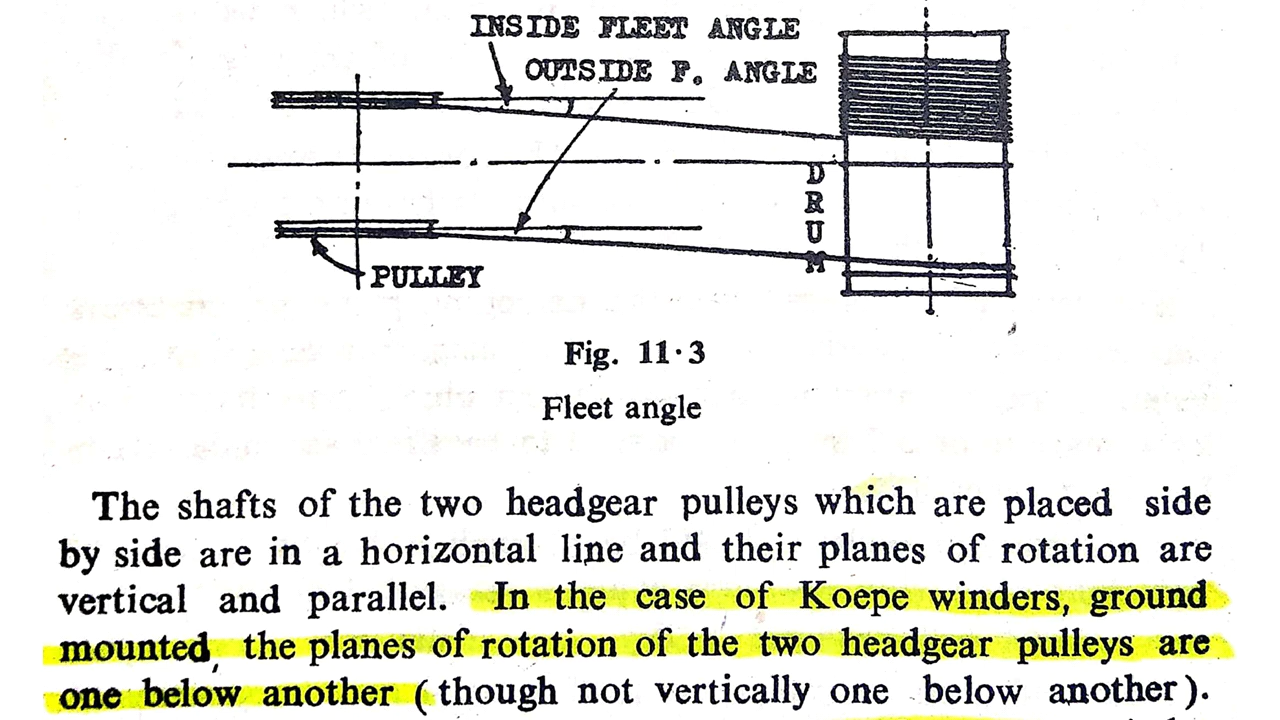 INSIDE FLEET ANGLE
OUTSIDE F. ANGLE
D
R
U
M
PULLEY
Fig. 11·3
Fleet angle
The shafts of the two headgear pulleys which are placed side
by side are in a horizontal line and their planes of rotation are
vertical and parallel. In the case of Koepe winders, ground
mounted, the planes of rotation of the two headgear pulleys are
one below another (though not vertically one below another).